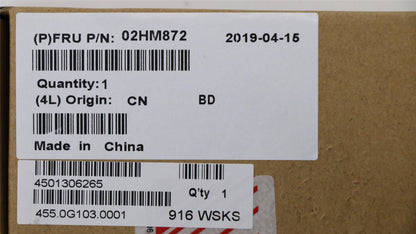 (P)FRU P/N: 02HM872 2019-04-15
Quantity: 1
(4L) Origin: CN BD
Made in China
4501306265
Q'ty 1
455.0G103.0001 916 WSKS